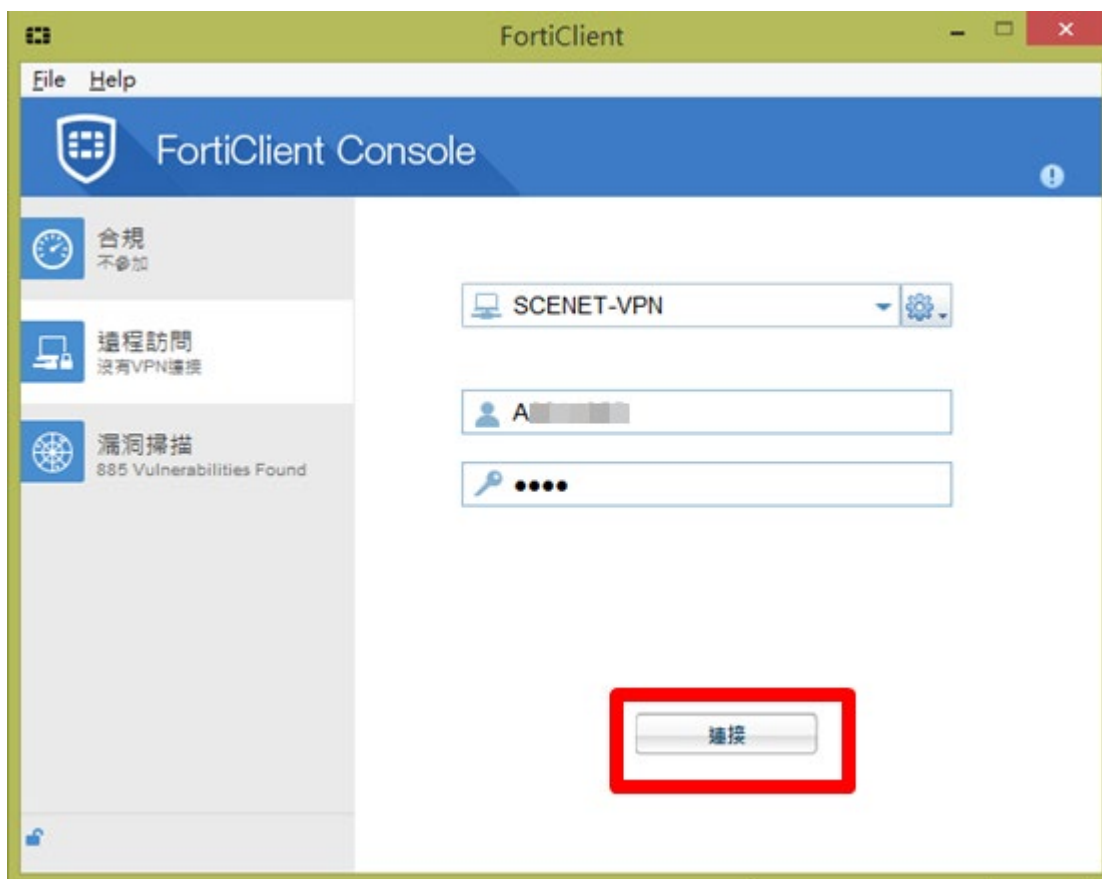 FortiClient
File Help
FortiClient Console
合規
不參加
遠程訪問
沒有VPN連接
漏洞掃描
885 Vulnerabilities Found
SCENET-VPN
A
連接